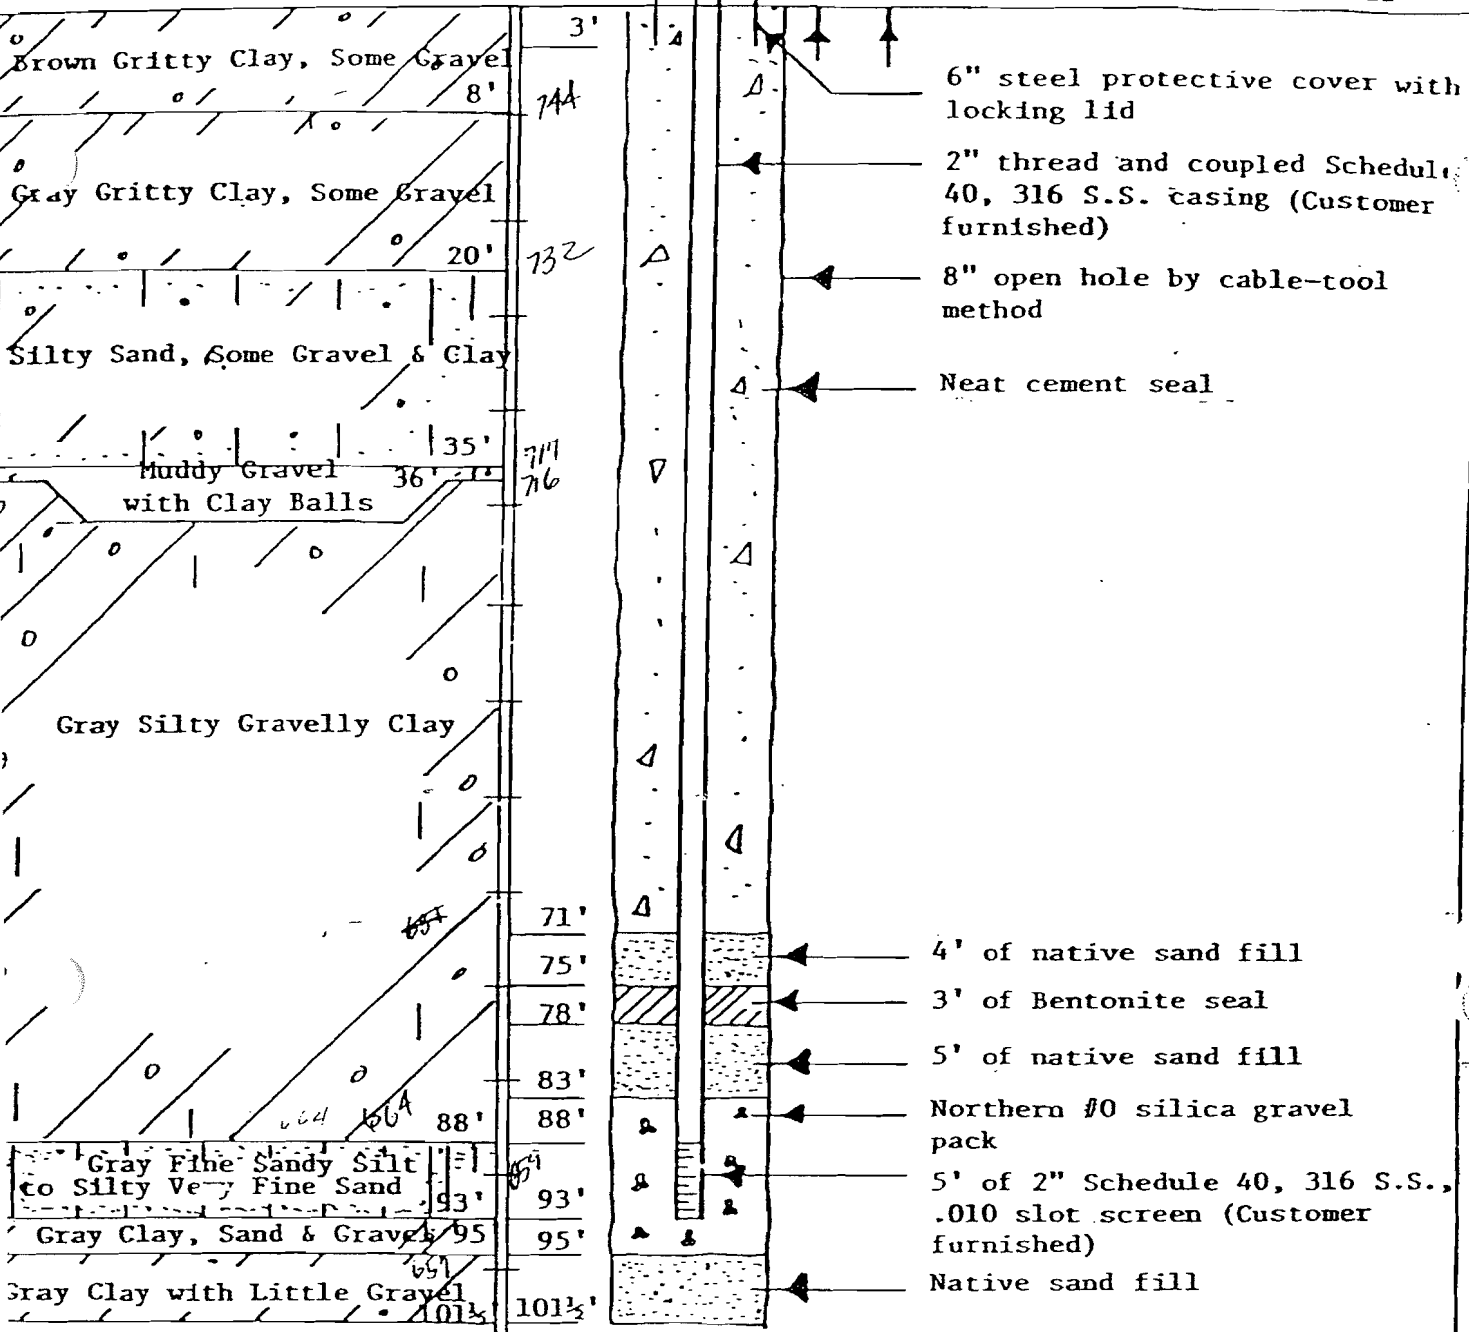 3'
Brown Gritty Clay, Some Gravel
8'
744
6" steel protective cover with
locking lid
2" thread and coupled Schedule
40, 316 S.S. casing (Customer
furnished)
Gray Gritty Clay, Some Gravel
20'
732
8" open hole by cable-tool
method
Silty Sand, Some Gravel & Clay
Neat cement seal
35'
717
Muddy Gravel
36'
716
with Clay Balls
Gray Silty Gravelly Clay
71'
4' of native sand fill
75'
3' of Bentonite seal
78'
5' of native sand fill
83'
664
88'
88'
Northern #0 silica gravel
pack
Gray Fine Sandy Silt
to Silty Very Fine Sand
93'
659
93'
5' of 2" Schedule 40, 316 S.S.,
.010 slot screen (Customer
furnished)
Gray Clay, Sand & Gravel
95
95'
657
Gray Clay with Little Gravel
101½'
101½'
Native sand fill